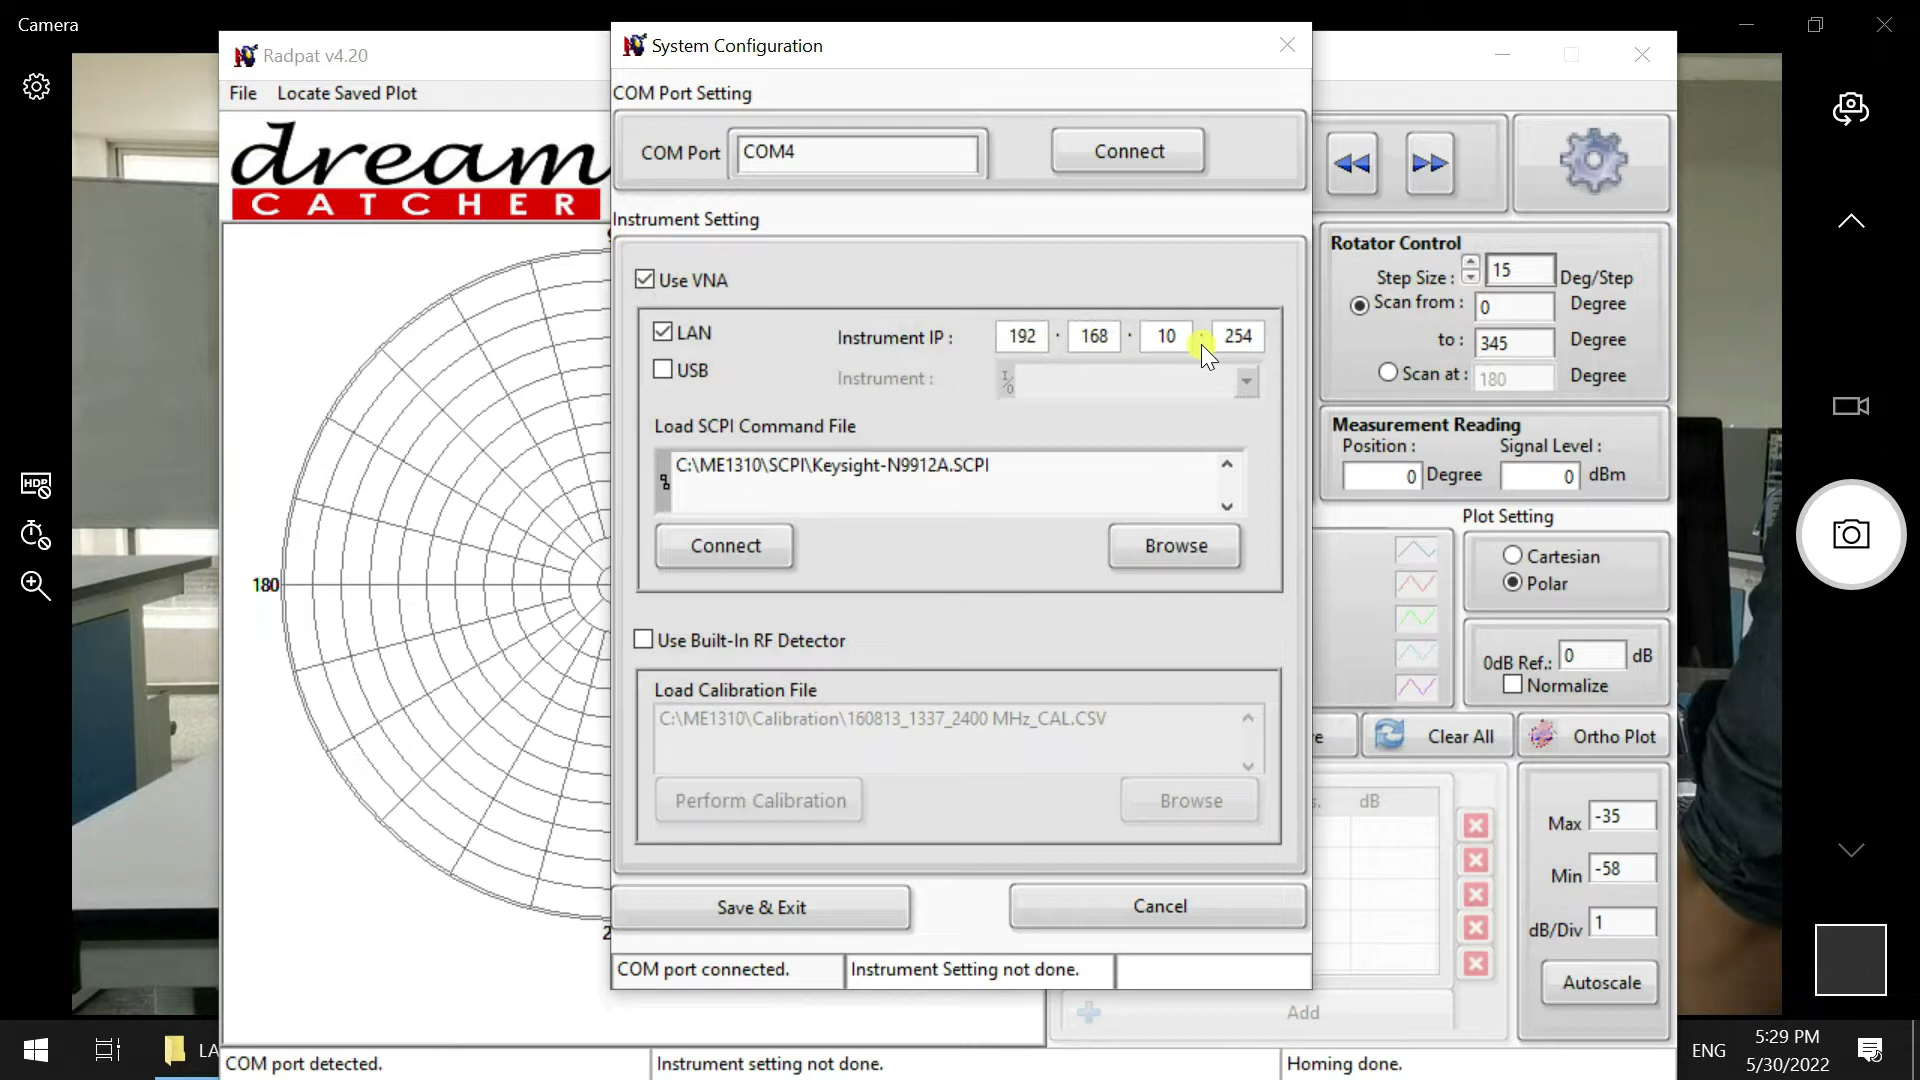 Camera
Radpat v4.20
File Locate Saved Plot
dream
CATCHER
180
System Configuration
COM Port Setting
COM Port COM4 Connect
Instrument Setting
Use VNA
LAN Instrument IP : 192 . 168 . 10 . 254
USB Instrument :
Load SCPI Command File
C:\ME1310\SCPI\Keysight-N9912A.SCPI
Connect Browse
Use Built-In RF Detector
Load Calibration File
C:\ME1310\Calibration\160813_1337_2400 MHz_CAL.CSV
Perform Calibration Browse
Save & Exit Cancel
COM port connected. Instrument Setting not done.
Rotator Control
Step Size : 15 Deg/Step
Scan from : 0 Degree
to : 345 Degree
Scan at : 180 Degree
Measurement Reading
Position : Signal Level :
0 Degree 0 dBm
Plot Setting
Cartesian
Polar
0dB Ref.: 0 dB
Normalize
Clear All Ortho Plot
dB
Max -35
Min -58
dB/Div 1
Autoscale
Add
COM port detected. Instrument setting not done. Homing done.
HDR
LA
ENG
5:29 PM
5/30/2022